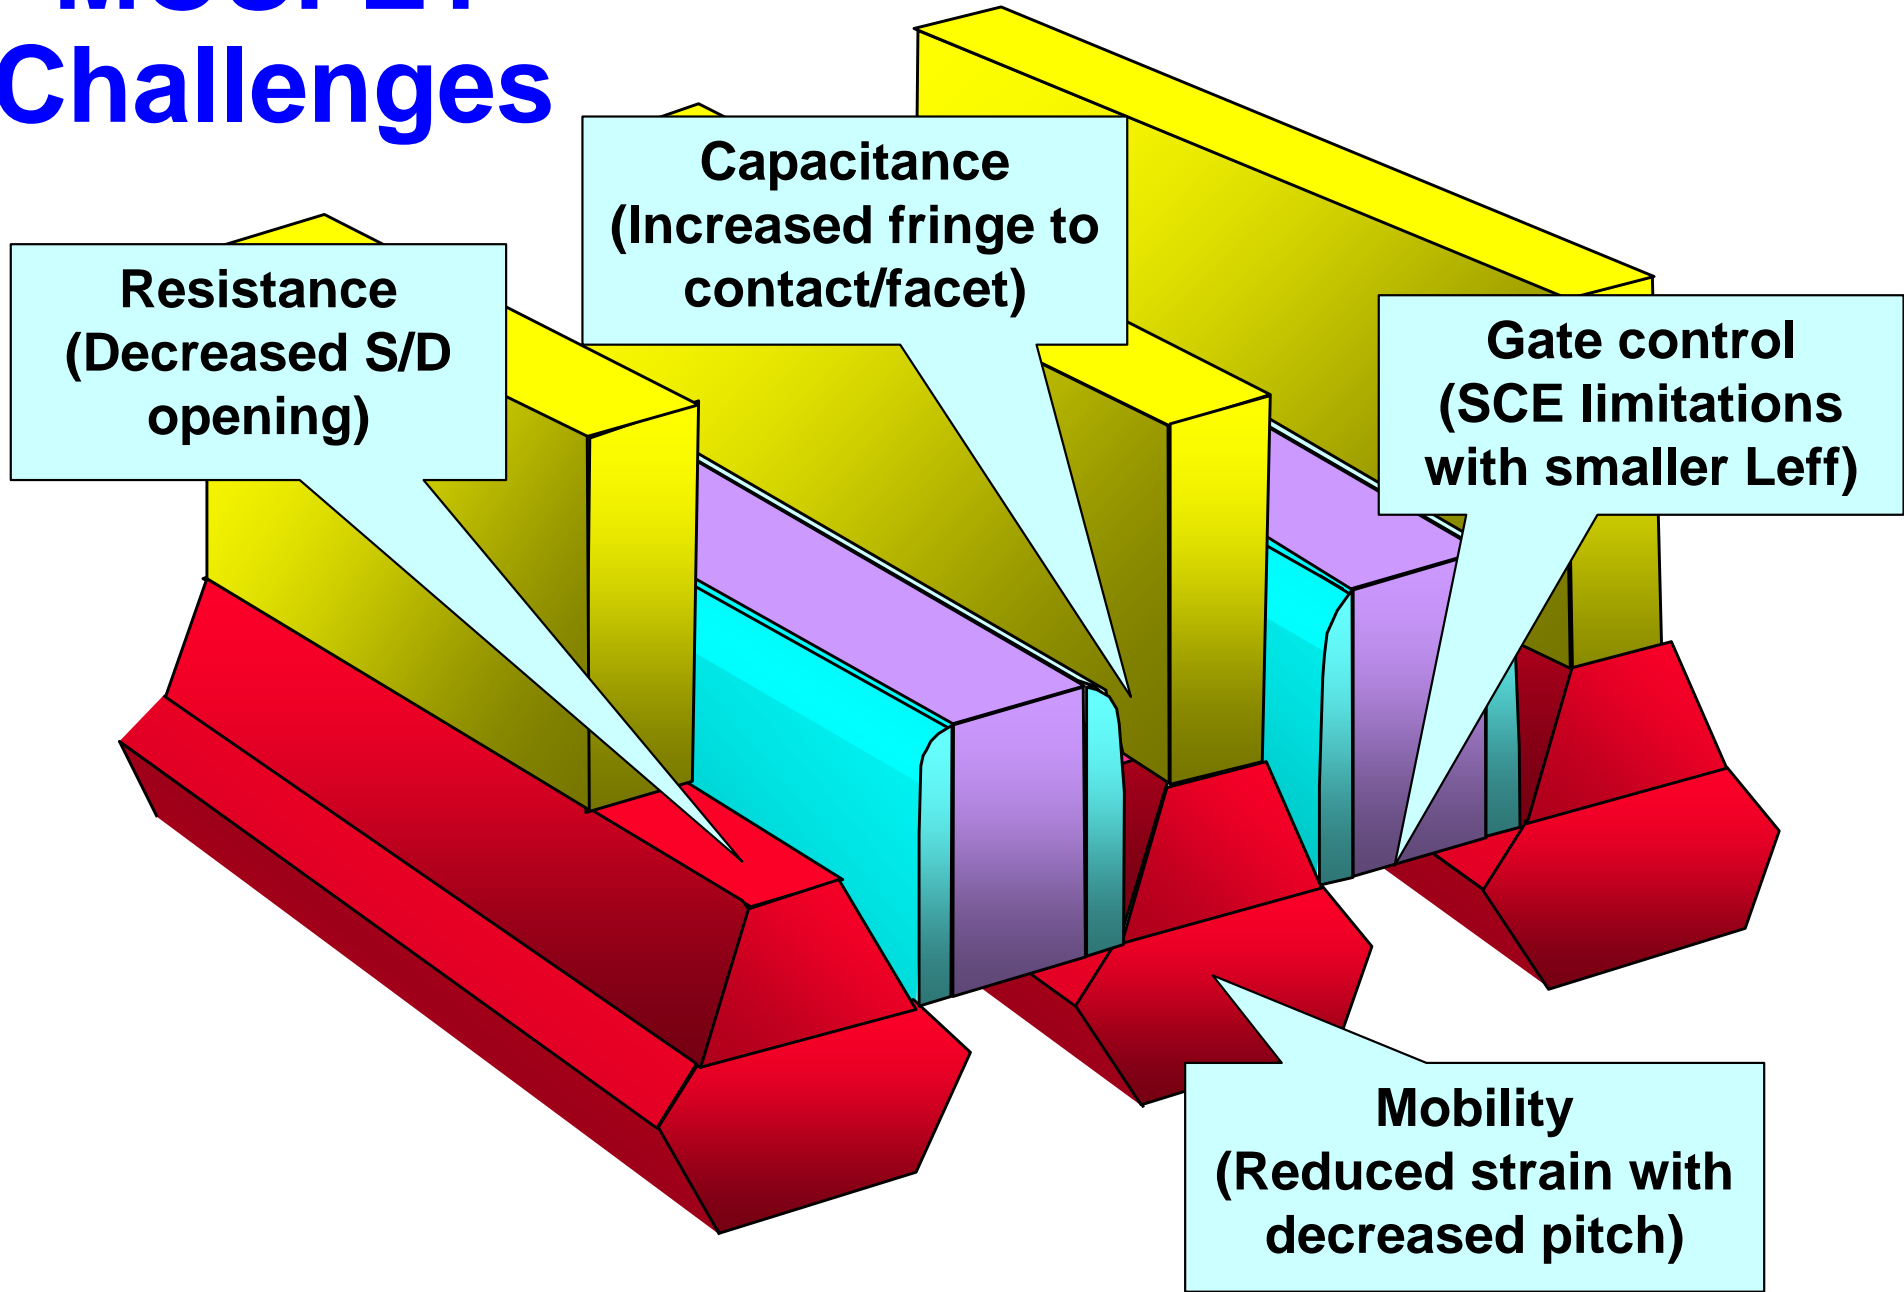 MOSFET
Challenges
Capacitance
(Increased fringe to
contact/facet)
Resistance
(Decreased S/D
opening)
Gate control
(SCE limitations
with smaller Leff)
Mobility
(Reduced strain with
decreased pitch)